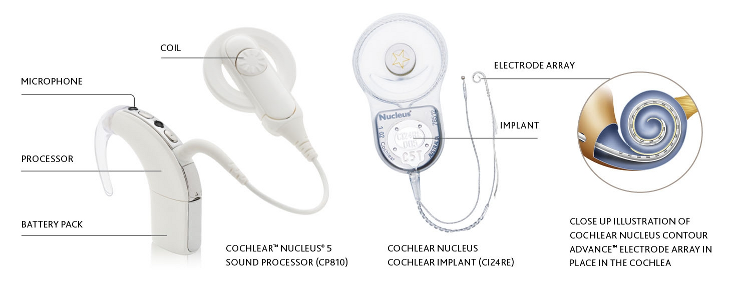 COIL
MICROPHONE
PROCESSOR
BATTERY PACK
COCHLEAR™ NUCLEUS® 5
SOUND PROCESSOR (CP810)
Nucleus®
ELECTRODE ARRAY
IMPLANT
COCHLEAR NUCLEUS
COCHLEAR IMPLANT (CI24RE)
CLOSE UP ILLUSTRATION OF
COCHLEAR NUCLEUS CONTOUR
ADVANCE™ ELECTRODE ARRAY IN
PLACE IN THE COCHLEA